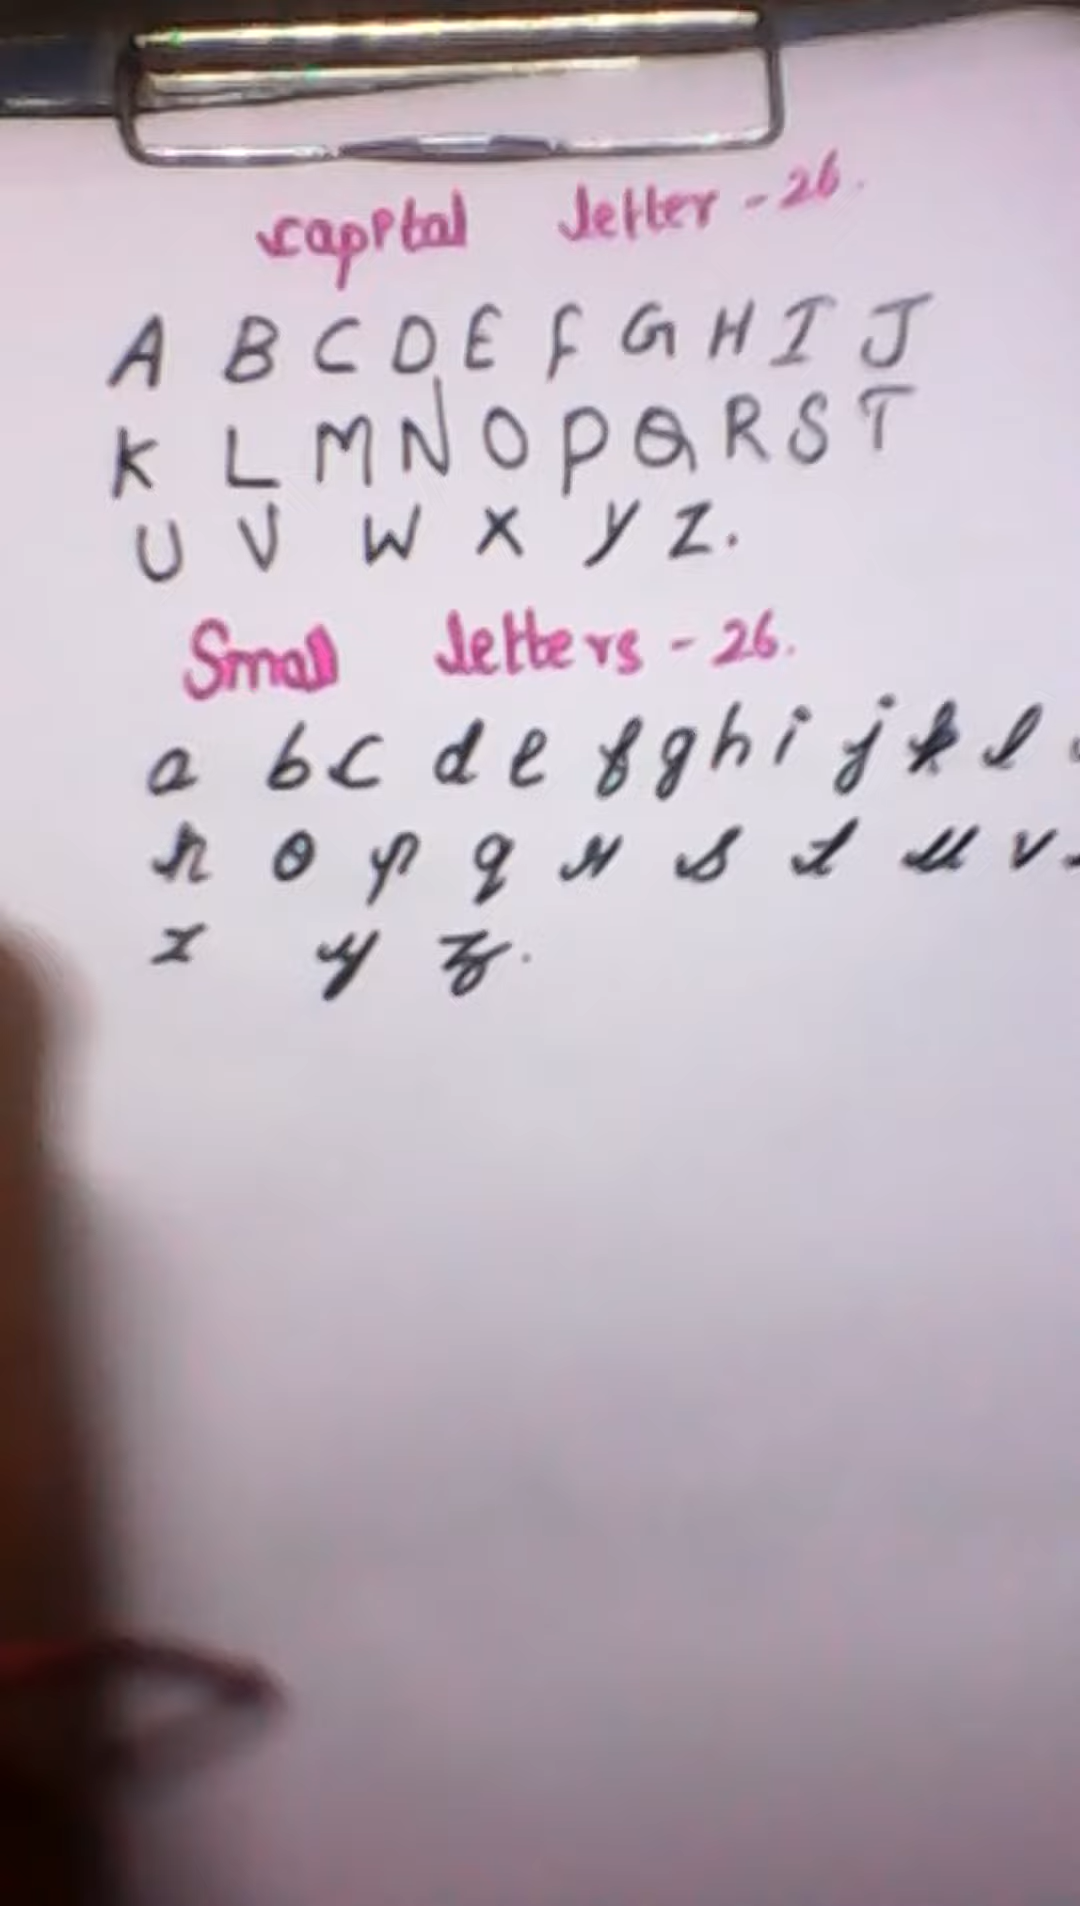 capital letter - 26.
A B C D E F G H I J
K L M N O P Q R S T
U V W X Y Z.
Small letters - 26.
a b c d e f g h i j k l
n o p q r s t u v
x y z.